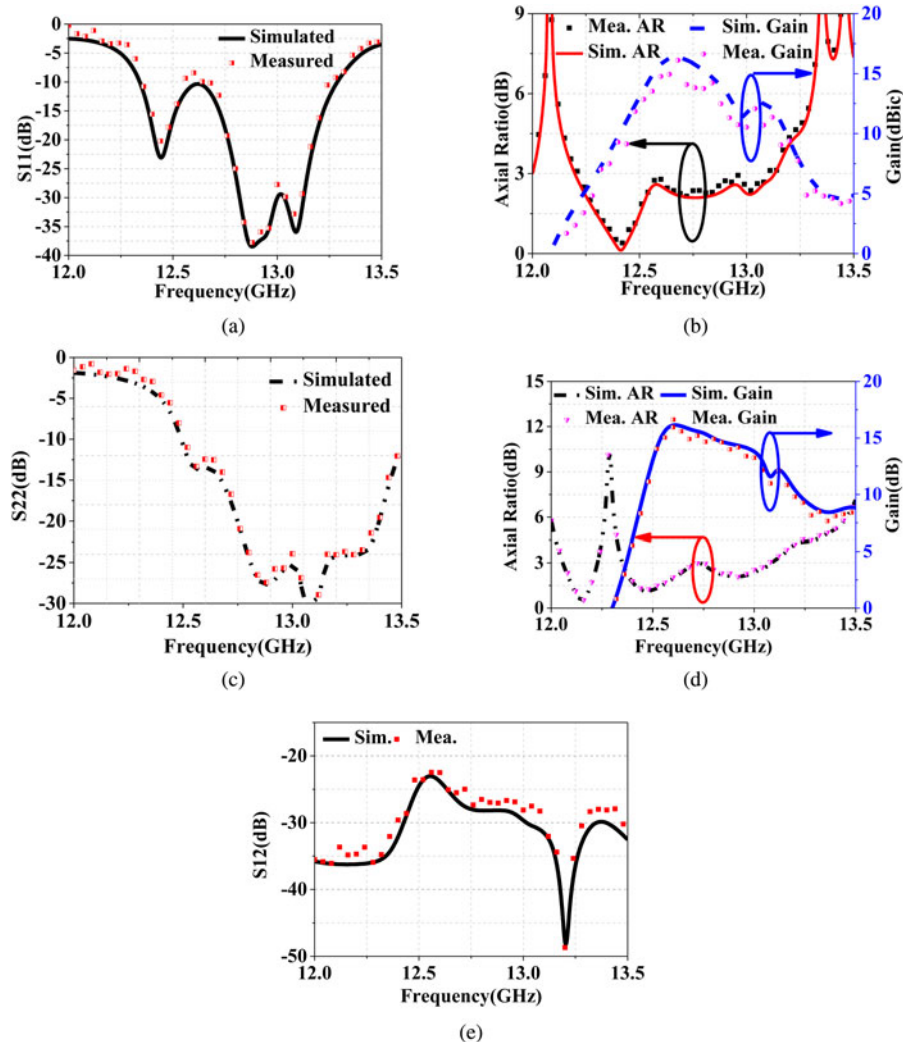 0
-5
-10
-15
-20
-25
-30
-35
-40
S11(dB)
Simulated
Measured
12.0 12.5 13.0 13.5
Frequency(GHz)
(a)
9
6
3
0
Axial Ratio(dB)
Mea. AR Sim. Gain
Sim. AR Mea. Gain
20
15
10
5
0
Gain(dBic)
12.0 12.5 13.0 13.5
Frequency(GHz)
(b)
0
-5
-10
-15
-20
-25
-30
S22(dB)
Simulated
Measured
12.0 12.5 13.0 13.5
Frequency(GHz)
(c)
15
12
9
6
3
0
Axial Ratio(dB)
Sim. AR Sim. Gain
Mea. AR Mea. Gain
20
15
10
5
0
Gain(dB)
12.0 12.5 13.0 13.5
Frequency(GHz)
(d)
-20
-30
-40
-50
S12(dB)
Sim. Mea.
12.0 12.5 13.0 13.5
Frequency(GHz)
(e)